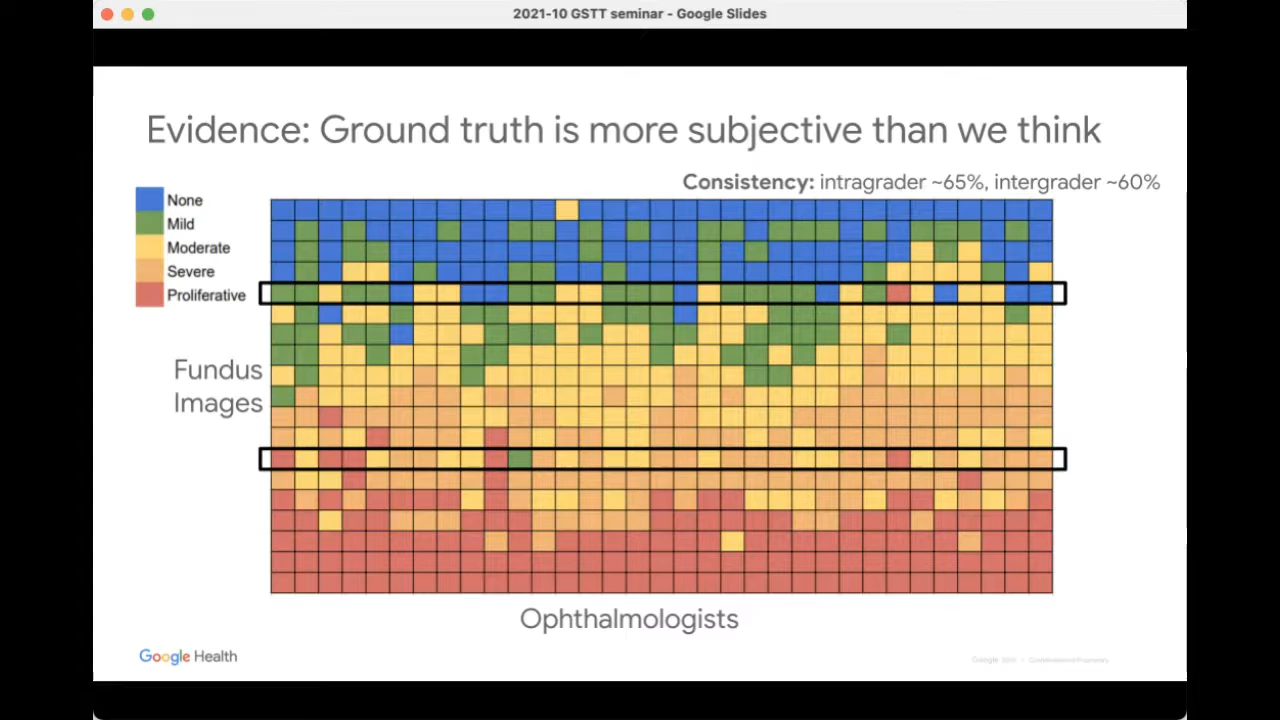 2021-10 GSTT seminar - Google Slides
Evidence: Ground truth is more subjective than we think
Consistency: intragrader ~65%, intergrader ~60%
None
Mild
Moderate
Severe
Proliferative
Fundus
Images
Ophthalmologists
Google Health
Google